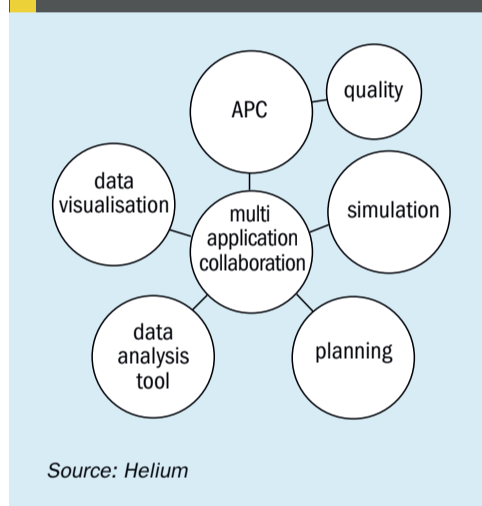 APC
quality
data
visualisation
multi
application
collaboration
simulation
data
analysis
tool
planning
Source: Helium